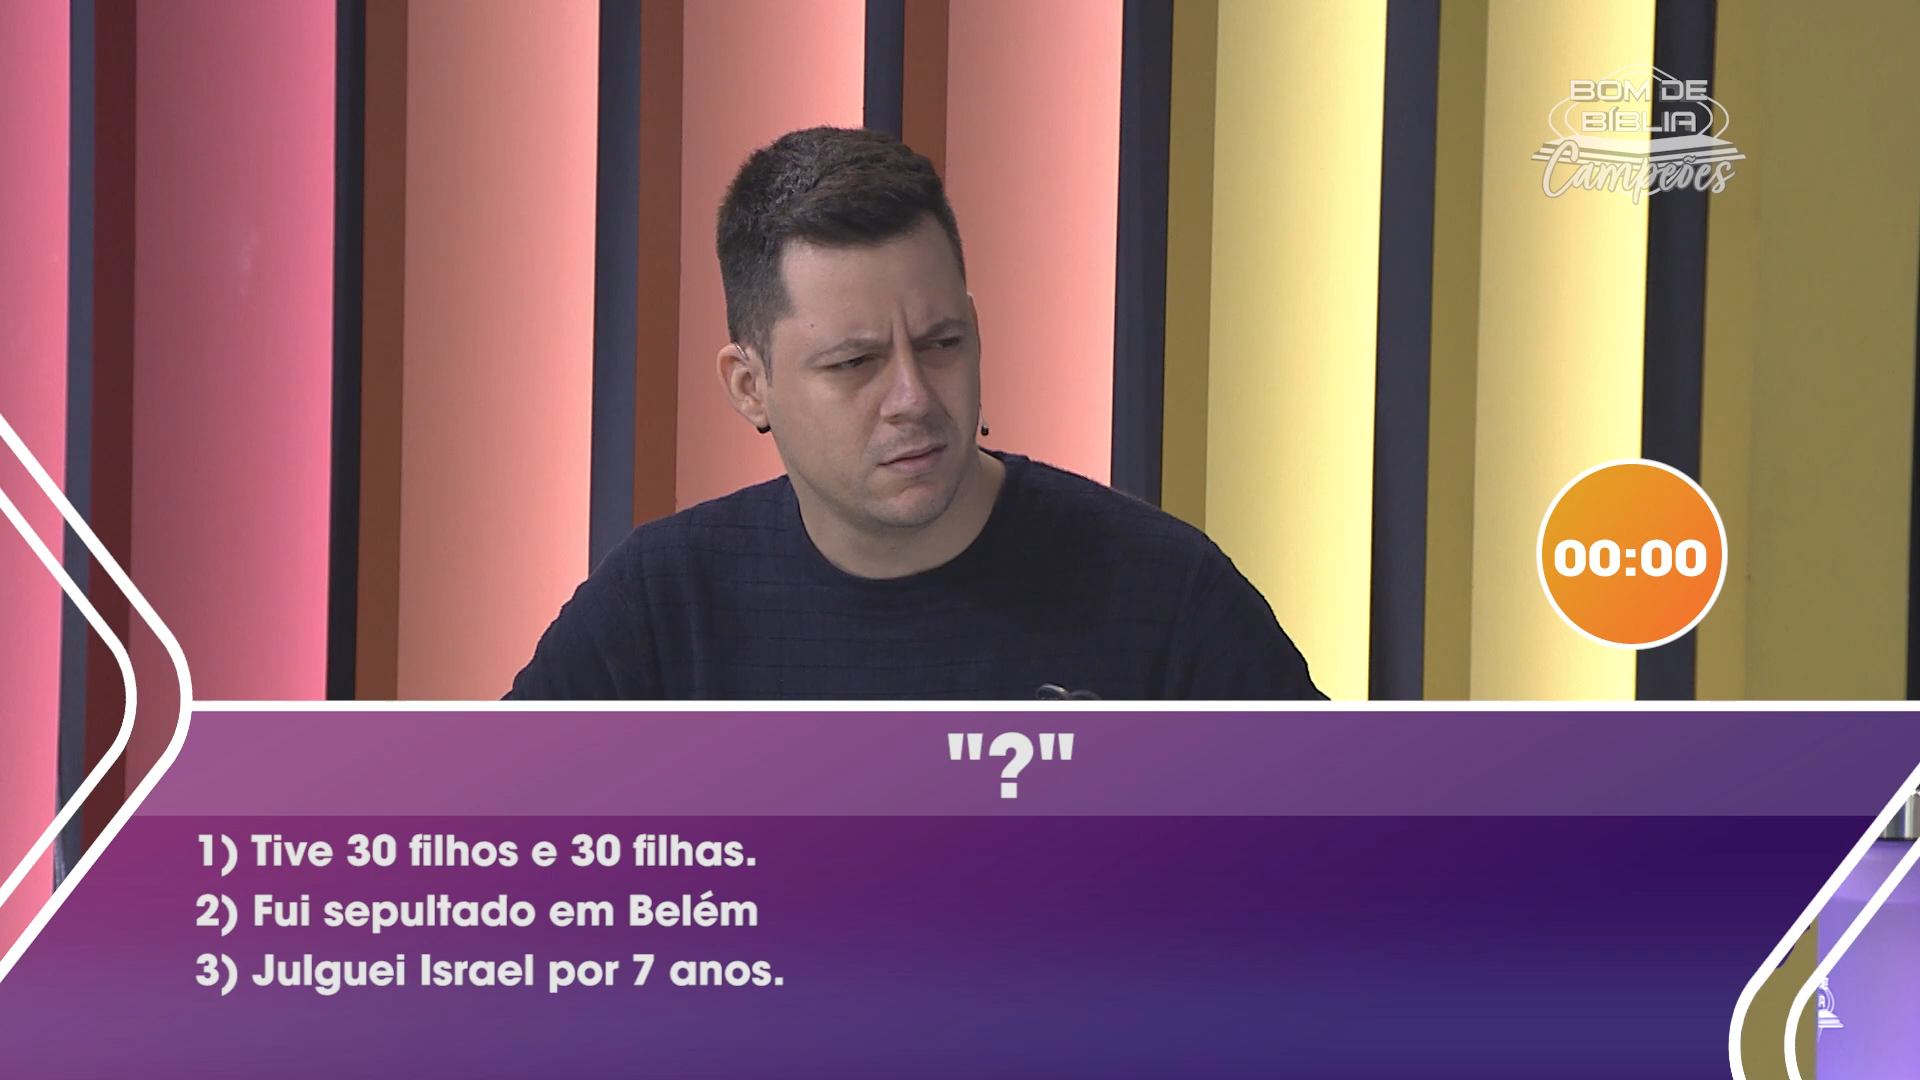 BOM DE
BÍBLIA
Campeões
00:00
"?"
1) Tive 30 filhos e 30 filhas.
2) Fui sepultado em Belém
3) Julguei Israel por 7 anos.